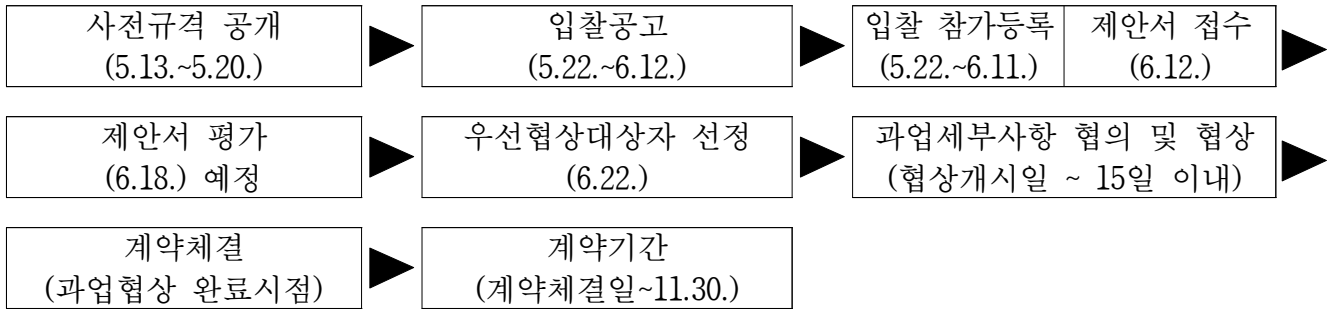 사전규격 공개
(5.13.~5.20.)
입찰공고
(5.22.~6.12.)
입찰 참가등록
(5.22.~6.11.)
제안서 접수
(6.12.)
제안서 평가
(6.18.) 예정
우선협상대상자 선정
(6.22.)
과업세부사항 협의 및 협상
(협상개시일 ~ 15일 이내)
계약체결
(과업협상 완료시점)
계약기간
(계약체결일~11.30.)